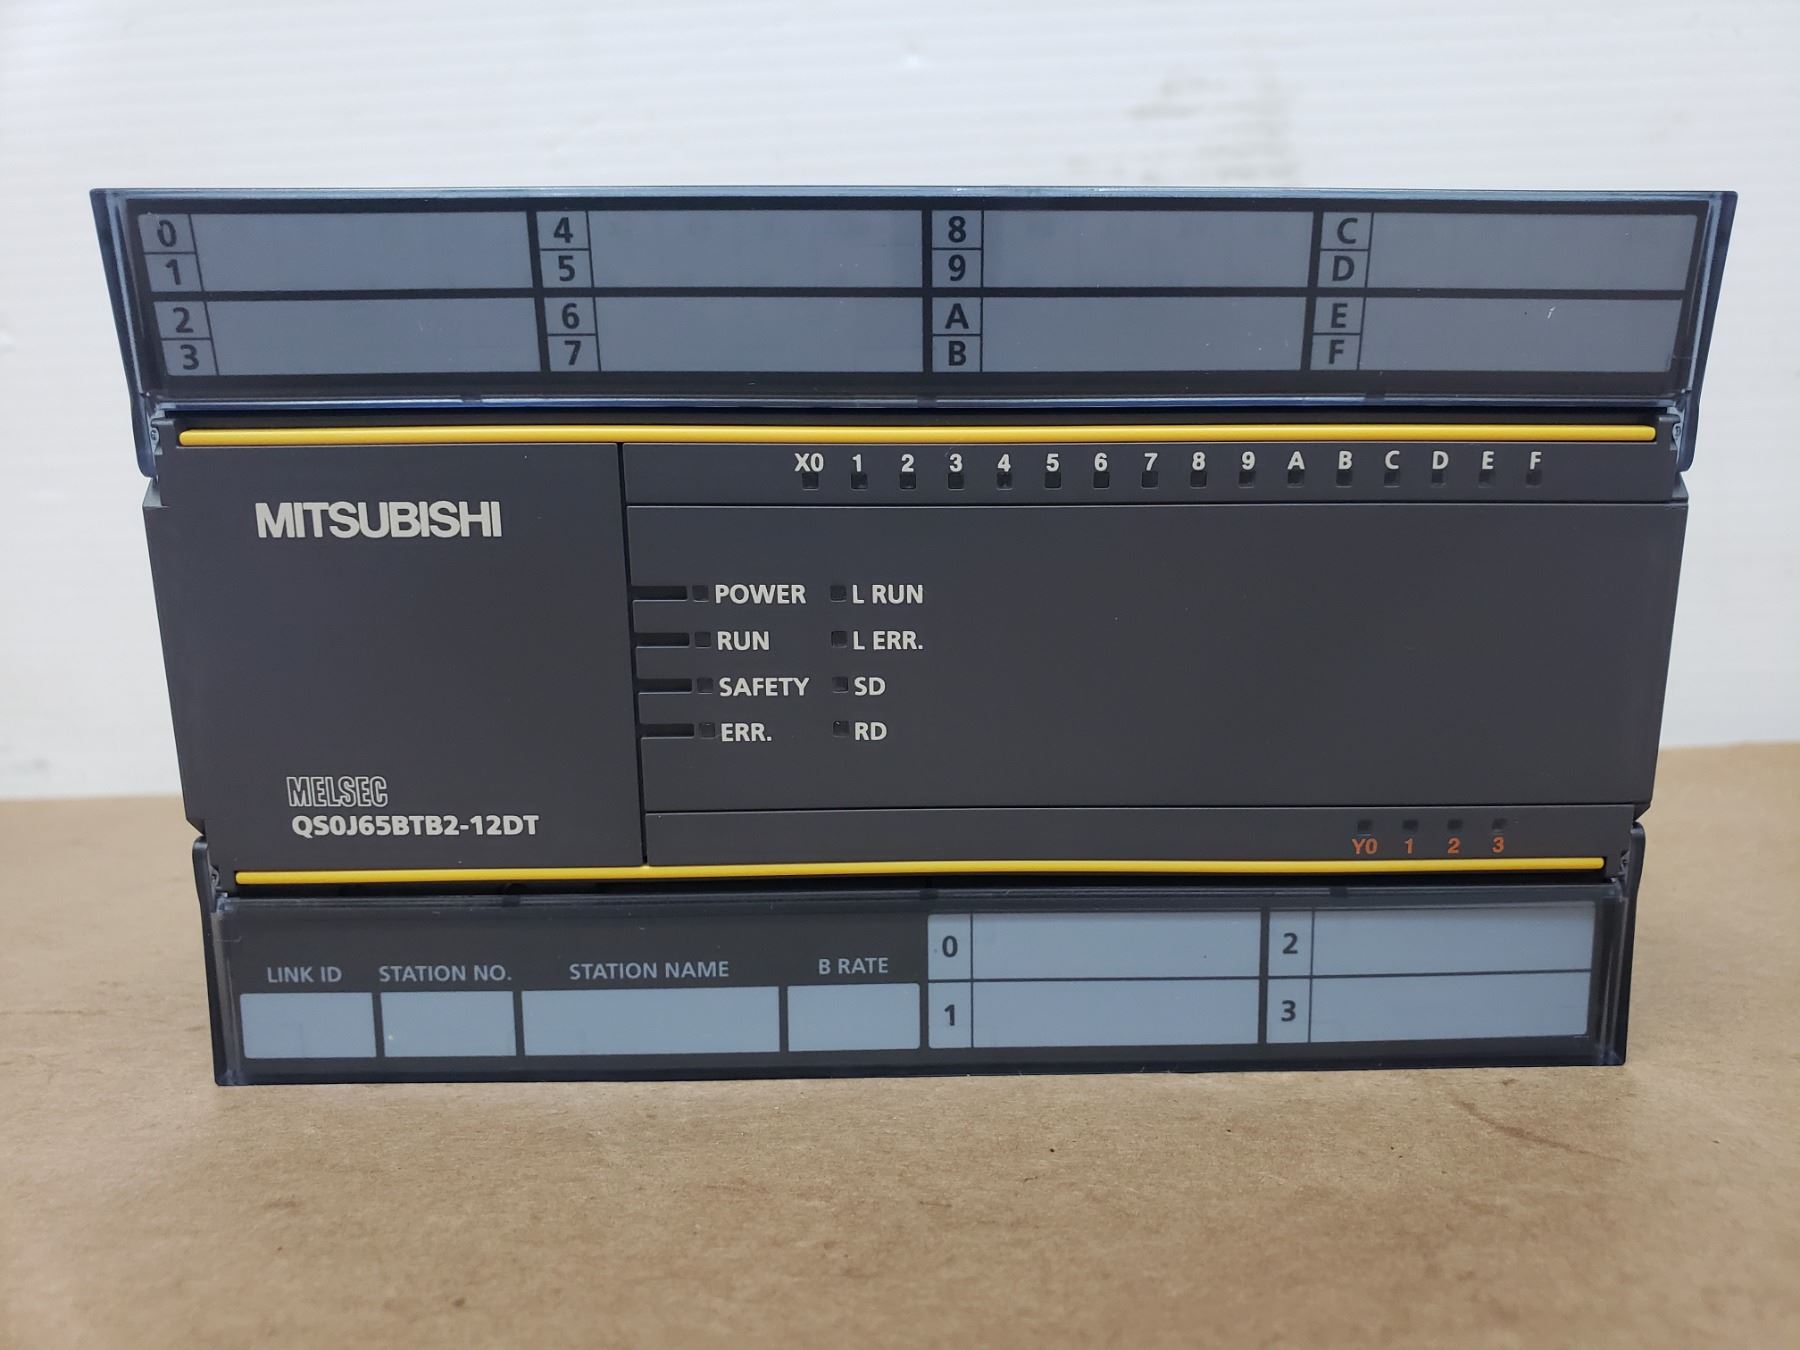 0 4 8 C
1 5 9 D
2 6 A E
3 7 B F
X0 1 2 3 4 5 6 7 8 9 A B C D E F
MITSUBISHI
POWER L RUN
RUN L ERR.
SAFETY SD
ERR. RD
MELSEC
QS0J65BTB2-12DT
Y0 1 2 3
LINK ID STATION NO. STATION NAME B RATE
0 2
1 3